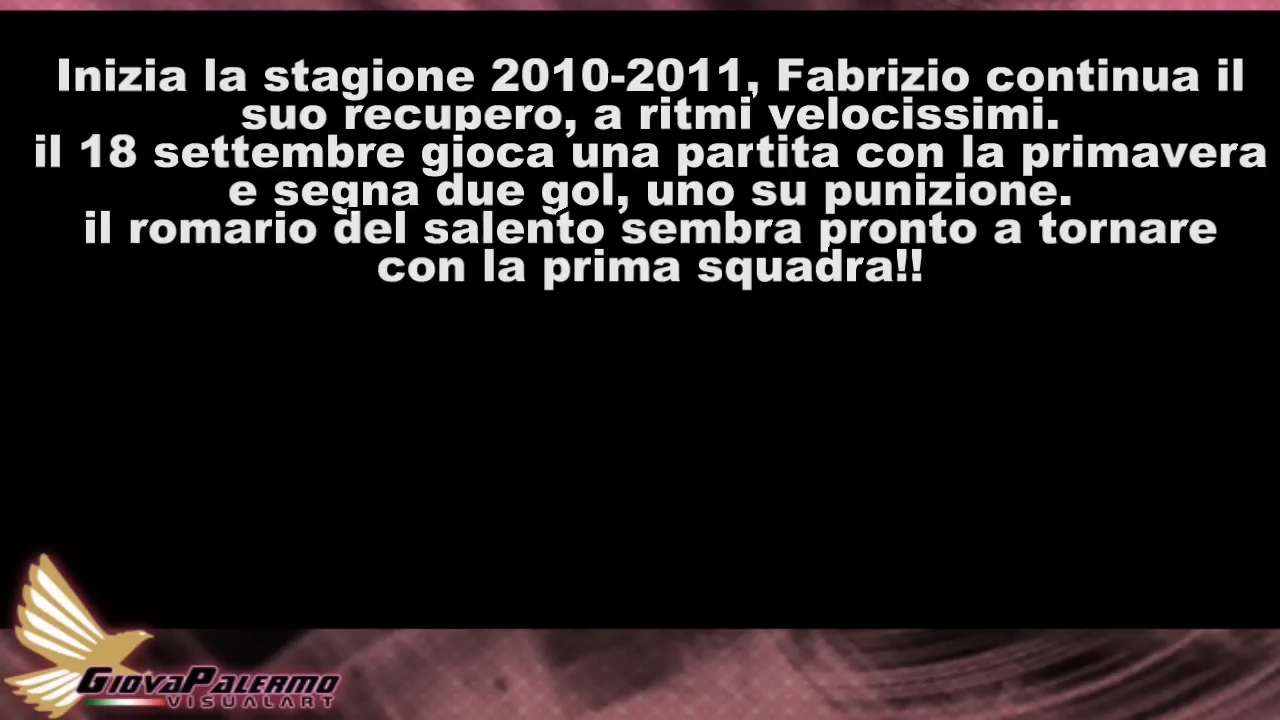 Inizia la stagione 2010-2011, Fabrizio continua il
suo recupero, a ritmi velocissimi.
il 18 settembre gioca una partita con la primavera
e segna due gol, uno su punizione.
il romario del salento sembra pronto a tornare
con la prima squadra!!
GIOVAPALERMO
VISUALART